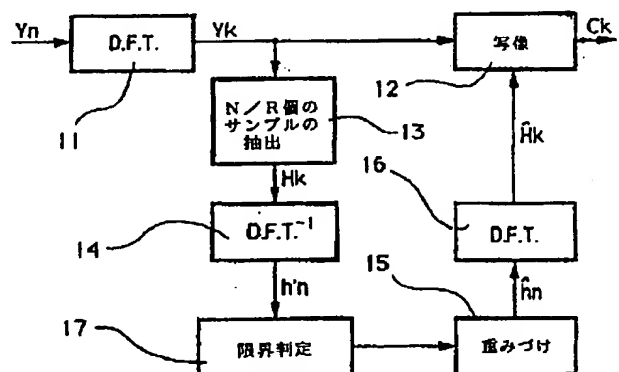 Yn
D.F.T.
Yk
写像
Ck
11
12
N/R個の
サンプルの
抽出
13
Hk
Ĥk
14
D.F.T.⁻¹
16
D.F.T.
h'n
15
ĥn
17
限界判定
重みづけ